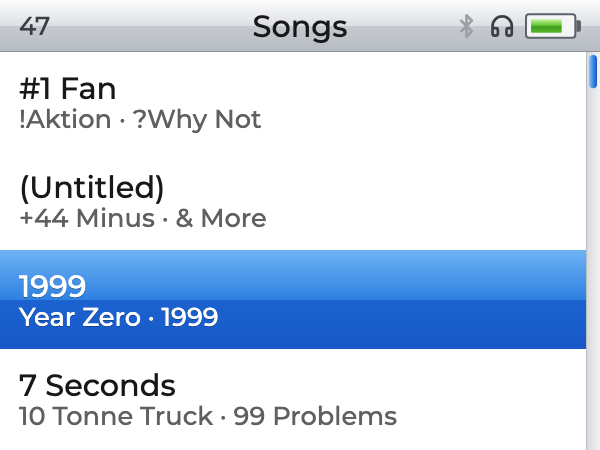 47
Songs
#1 Fan
!Aktion · ?Why Not
(Untitled)
+44 Minus · & More
1999
Year Zero · 1999
7 Seconds
10 Tonne Truck · 99 Problems